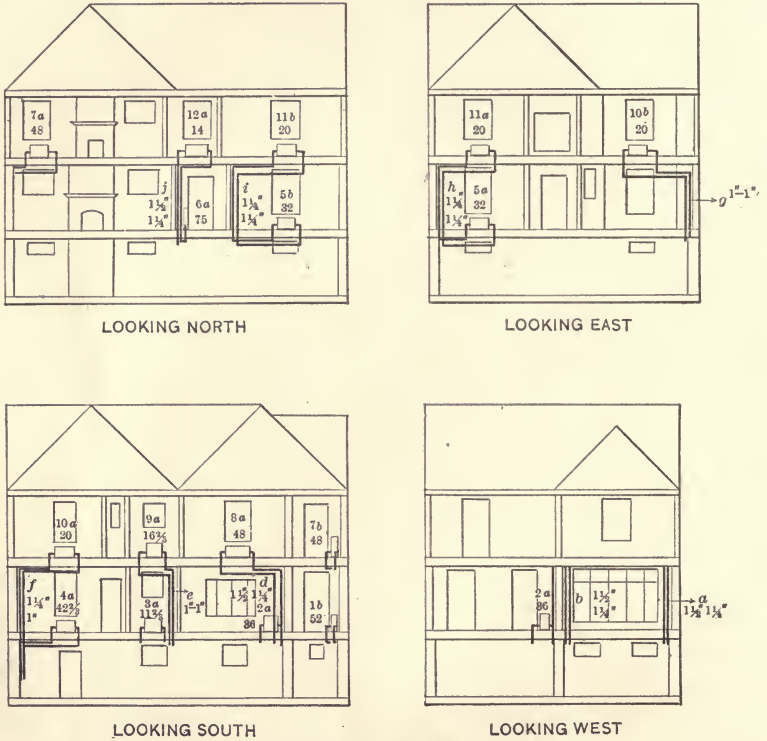 7a
48
12a
14
11b
20
j
1½"
1¼"
6a
75
i
1¼"
1¼"
5b
32
LOOKING NORTH
11a
20
10b
20
h
1¼"
1¼"
5a
32
g 1"-1"
LOOKING EAST
10a
20
9a
16⅔
8a
48
7b
48
f
1¼"
1"
4a
42⅔
3a
11⅔
e
1"-1"
d
1½" 1¼"
2a
86
1b
52
LOOKING SOUTH
2a
86
b
1½"
1¼"
a
1½" 1¼"
LOOKING WEST